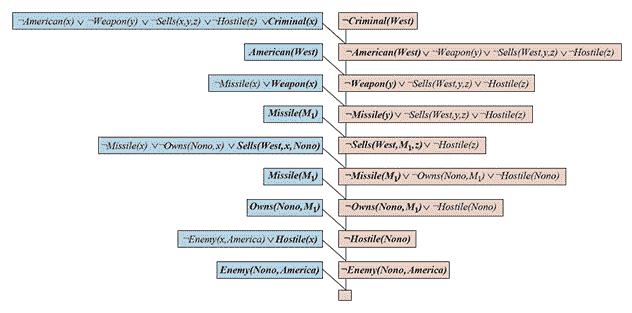 ¬American(x) ∨ ¬Weapon(y) ∨ ¬Sells(x,y,z) ∨ ¬Hostile(z) ∨ Criminal(x)
¬Criminal(West)
American(West)
¬American(West) ∨ ¬Weapon(y) ∨ ¬Sells(West,y,z) ∨ ¬Hostile(z)
¬Missile(x) ∨ Weapon(x)
¬Weapon(y) ∨ ¬Sells(West,y,z) ∨ ¬Hostile(z)
Missile(M₁)
¬Missile(y) ∨ ¬Sells(West,y,z) ∨ ¬Hostile(z)
¬Missile(x) ∨ ¬Owns(Nono,x) ∨ Sells(West,x,Nono)
¬Sells(West,M₁,z) ∨ ¬Hostile(z)
Missile(M₁)
¬Missile(M₁) ∨ ¬Owns(Nono,M₁) ∨ ¬Hostile(Nono)
Owns(Nono,M₁)
¬Owns(Nono,M₁) ∨ ¬Hostile(Nono)
¬Enemy(x,America) ∨ Hostile(x)
¬Hostile(Nono)
Enemy(Nono,America)
¬Enemy(Nono,America)